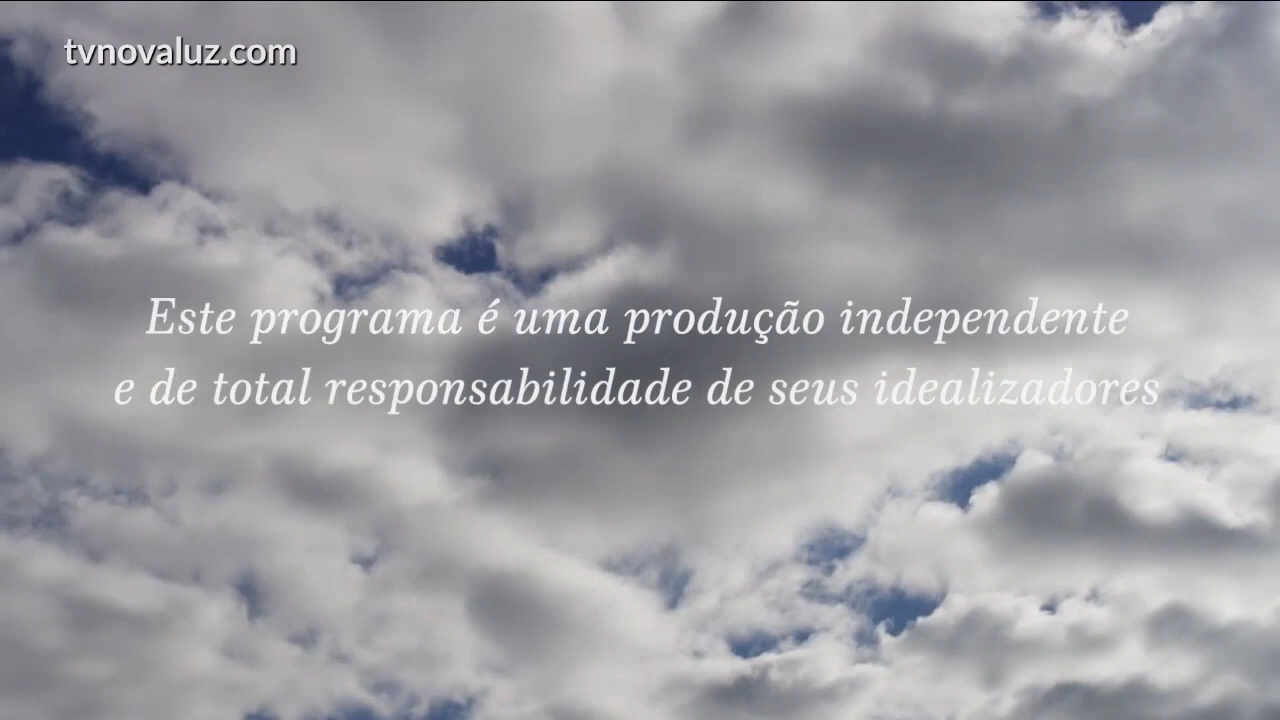 tvnovaluz.com
Este programa é uma produção independente
e de total responsabilidade de seus idealizadores